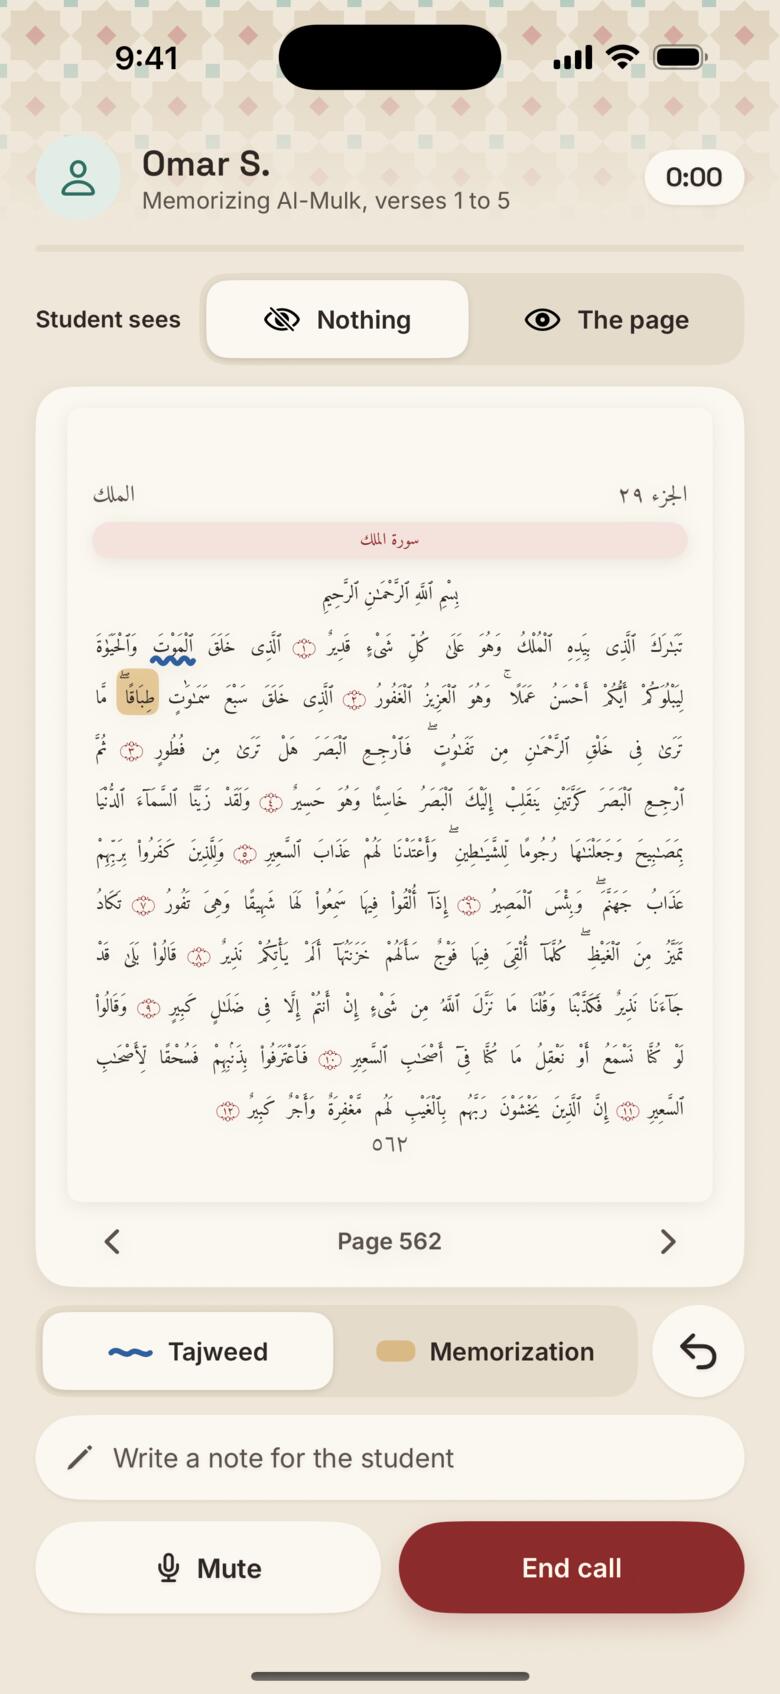 9:41
Omar S.
Memorizing Al-Mulk, verses 1 to 5
0:00
Student sees
Nothing
The page
الجزء ٢٩
الملك
سورة الملك
بِسْمِ ٱللَّهِ ٱلرَّحْمَـٰنِ ٱلرَّحِيمِ
تَبَـٰرَكَ ٱلَّذِى بِيَدِهِ ٱلْمُلْكُ وَهُوَ عَلَىٰ كُلِّ شَىْءٍ قَدِيرٌ ١ ٱلَّذِى خَلَقَ ٱلْمَوْتَ وَٱلْحَيَوٰةَ
لِيَبْلُوَكُمْ أَيُّكُمْ أَحْسَنُ عَمَلًا ۚ وَهُوَ ٱلْعَزِيزُ ٱلْغَفُورُ ٢ ٱلَّذِى خَلَقَ سَبْعَ سَمَـٰوَٰتٍ طِبَاقًا ۖ مَّا
تَرَىٰ فِى خَلْقِ ٱلرَّحْمَـٰنِ مِن تَفَـٰوُتٍ ۖ فَٱرْجِعِ ٱلْبَصَرَ هَلْ تَرَىٰ مِن فُطُورٍ ٣ ثُمَّ
ٱرْجِعِ ٱلْبَصَرَ كَرَّتَيْنِ يَنقَلِبْ إِلَيْكَ ٱلْبَصَرُ خَاسِئًا وَهُوَ حَسِيرٌ ٤ وَلَقَدْ زَيَّنَّا ٱلسَّمَآءَ ٱلدُّنْيَا
بِمَصَـٰبِيحَ وَجَعَلْنَـٰهَا رُجُومًا لِّلشَّيَـٰطِينِ ۖ وَأَعْتَدْنَا لَهُمْ عَذَابَ ٱلسَّعِيرِ ٥ وَلِلَّذِينَ كَفَرُوا۟ بِرَبِّهِمْ
عَذَابُ جَهَنَّمَ ۖ وَبِئْسَ ٱلْمَصِيرُ ٦ إِذَآ أُلْقُوا۟ فِيهَا سَمِعُوا۟ لَهَا شَهِيقًا وَهِىَ تَفُورُ ٧ تَكَادُ
تَمَيَّزُ مِنَ ٱلْغَيْظِ ۖ كُلَّمَآ أُلْقِىَ فِيهَا فَوْجٌ سَأَلَهُمْ خَزَنَتُهَآ أَلَمْ يَأْتِكُمْ نَذِيرٌ ٨ قَالُوا۟ بَلَىٰ قَدْ
جَآءَنَا نَذِيرٌ فَكَذَّبْنَا وَقُلْنَا مَا نَزَّلَ ٱللَّهُ مِن شَىْءٍ إِنْ أَنتُمْ إِلَّا فِى ضَلَـٰلٍ كَبِيرٍ ٩ وَقَالُوا۟
لَوْ كُنَّا نَسْمَعُ أَوْ نَعْقِلُ مَا كُنَّا فِىٓ أَصْحَـٰبِ ٱلسَّعِيرِ ١٠ فَٱعْتَرَفُوا۟ بِذَنۢبِهِمْ فَسُحْقًا لِّأَصْحَـٰبِ
ٱلسَّعِيرِ ١١ إِنَّ ٱلَّذِينَ يَخْشَوْنَ رَبَّهُم بِٱلْغَيْبِ لَهُم مَّغْفِرَةٌ وَأَجْرٌ كَبِيرٌ ١٢
٥٦٢
Page 562
Tajweed
Memorization
Write a note for the student
Mute
End call